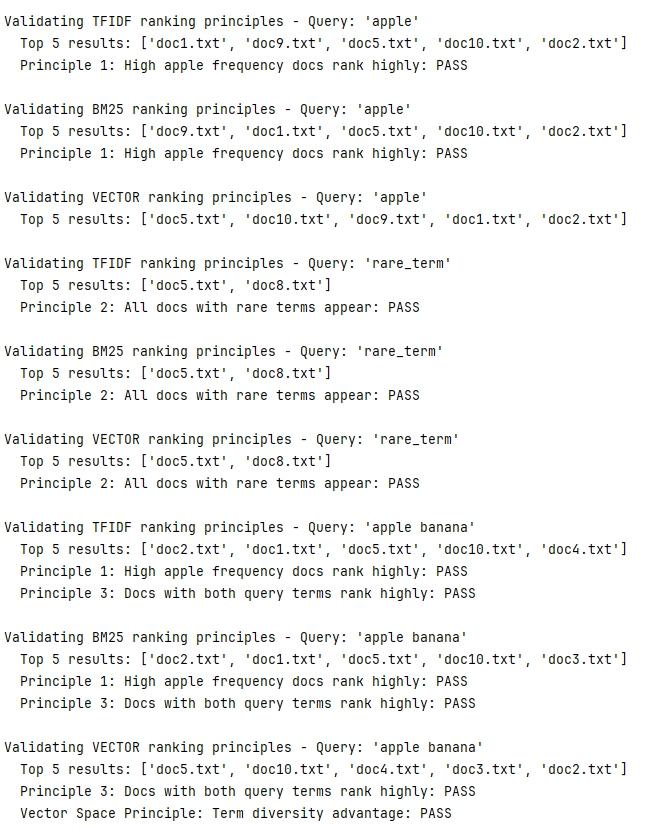 Validating TFIDF ranking principles - Query: 'apple'
  Top 5 results: ['doc1.txt', 'doc9.txt', 'doc5.txt', 'doc10.txt', 'doc2.txt']
  Principle 1: High apple frequency docs rank highly: PASS

Validating BM25 ranking principles - Query: 'apple'
  Top 5 results: ['doc9.txt', 'doc1.txt', 'doc5.txt', 'doc10.txt', 'doc2.txt']
  Principle 1: High apple frequency docs rank highly: PASS

Validating VECTOR ranking principles - Query: 'apple'
  Top 5 results: ['doc5.txt', 'doc10.txt', 'doc9.txt', 'doc1.txt', 'doc2.txt']

Validating TFIDF ranking principles - Query: 'rare_term'
  Top 5 results: ['doc5.txt', 'doc8.txt']
  Principle 2: All docs with rare terms appear: PASS

Validating BM25 ranking principles - Query: 'rare_term'
  Top 5 results: ['doc5.txt', 'doc8.txt']
  Principle 2: All docs with rare terms appear: PASS

Validating VECTOR ranking principles - Query: 'rare_term'
  Top 5 results: ['doc5.txt', 'doc8.txt']
  Principle 2: All docs with rare terms appear: PASS

Validating TFIDF ranking principles - Query: 'apple banana'
  Top 5 results: ['doc2.txt', 'doc1.txt', 'doc5.txt', 'doc10.txt', 'doc4.txt']
  Principle 1: High apple frequency docs rank highly: PASS
  Principle 3: Docs with both query terms rank highly: PASS

Validating BM25 ranking principles - Query: 'apple banana'
  Top 5 results: ['doc2.txt', 'doc1.txt', 'doc5.txt', 'doc10.txt', 'doc3.txt']
  Principle 1: High apple frequency docs rank highly: PASS
  Principle 3: Docs with both query terms rank highly: PASS

Validating VECTOR ranking principles - Query: 'apple banana'
  Top 5 results: ['doc5.txt', 'doc10.txt', 'doc4.txt', 'doc3.txt', 'doc2.txt']
  Principle 3: Docs with both query terms rank highly: PASS
  Vector Space Principle: Term diversity advantage: PASS